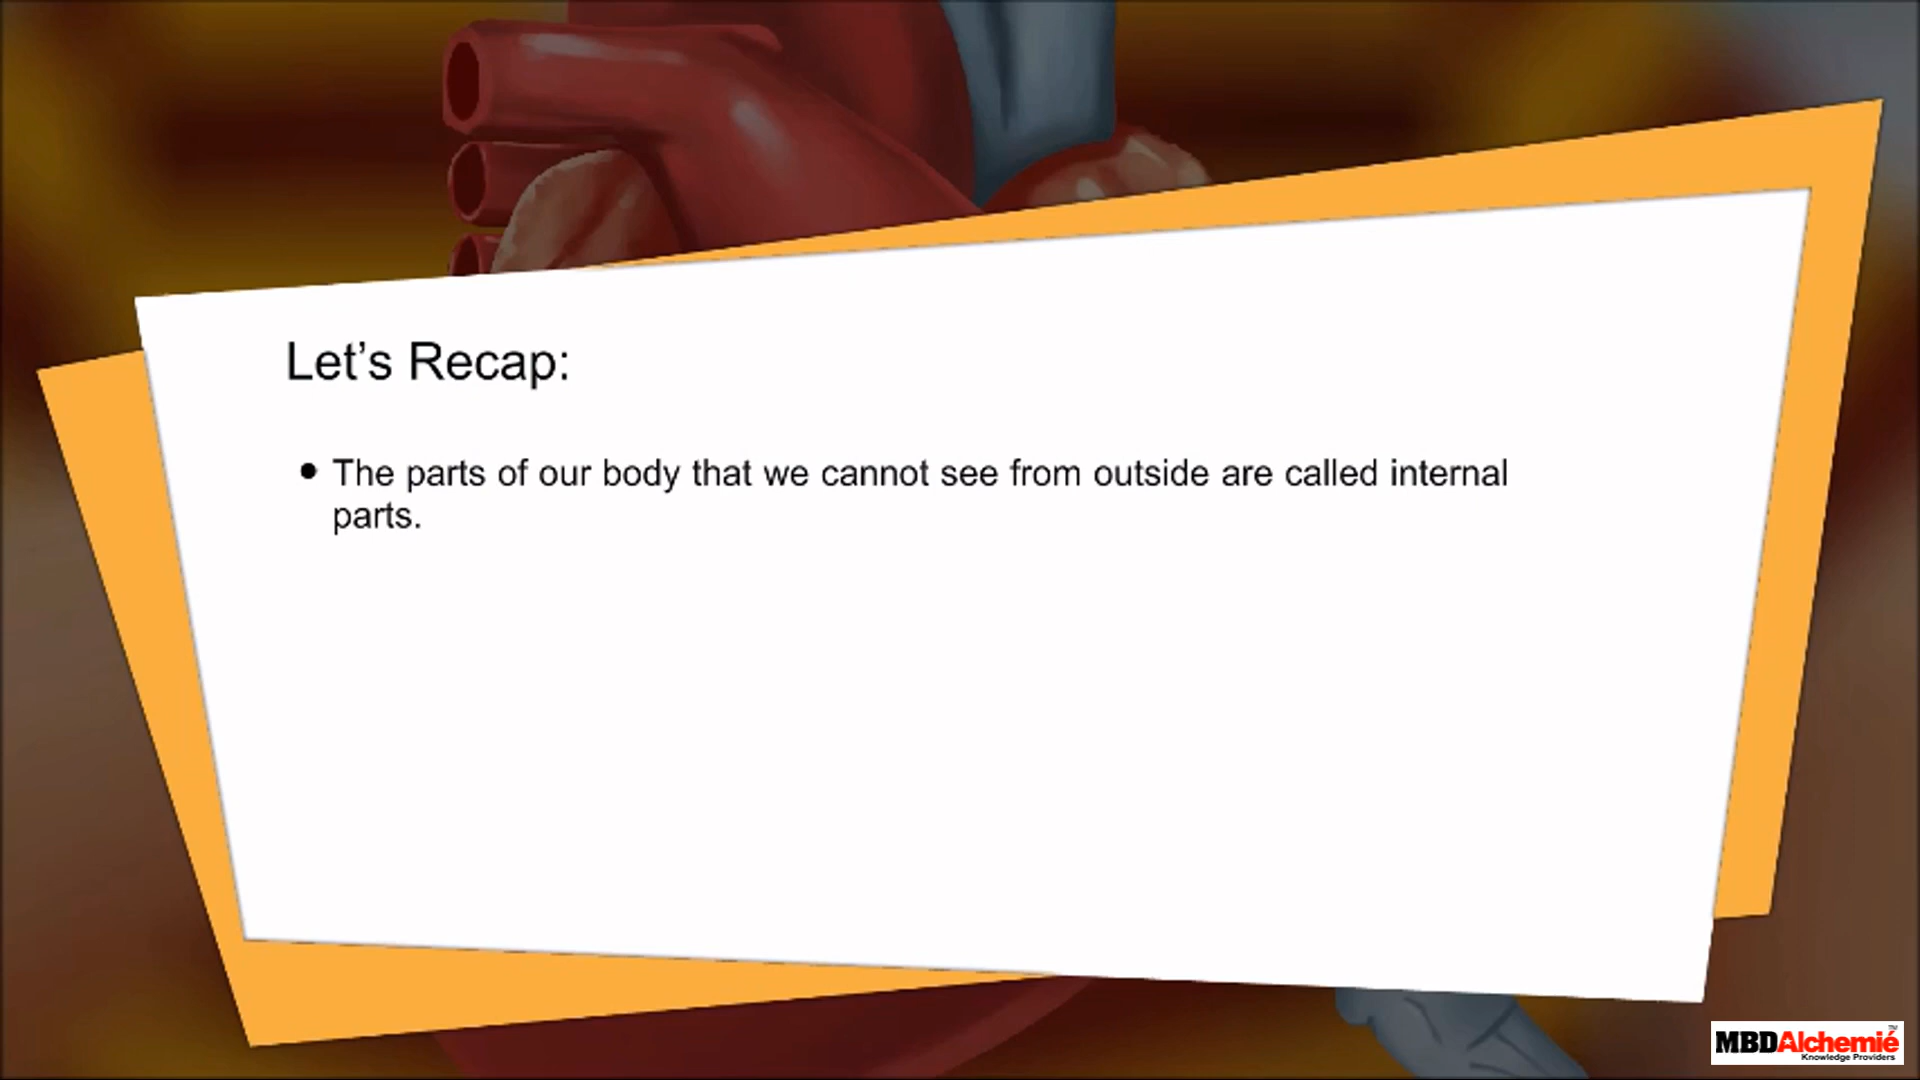 Let’s Recap:
• The parts of our body that we cannot see from outside are called internal
parts.
MBDAlchemié™
Knowledge Providers